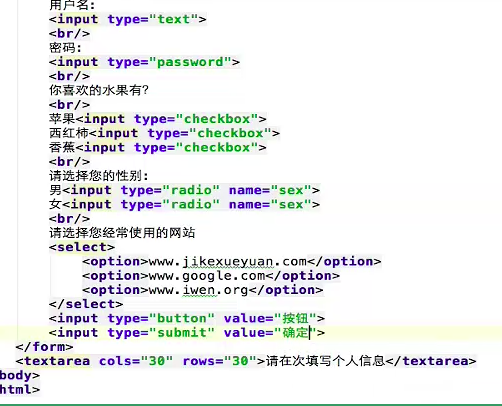 用户名:
<input type="text">
<br/>
密码:
<input type="password">
<br/>
你喜欢的水果有?
<br/>
苹果<input type="checkbox">
西红柿<input type="checkbox">
香蕉<input type="checkbox">
<br/>
请选择您的性别:
男<input type="radio" name="sex">
女<input type="radio" name="sex">
<br/>
请选择您经常使用的网站
<select>
<option>www.jikexueyuan.com</option>
<option>www.google.com</option>
<option>www.iwen.org</option>
</select>
<input type="button" value="按钮">
<input type="submit" value="确定">
</form>
<textarea cols="30" rows="30">请在次填写个人信息</textarea>
body>
html>